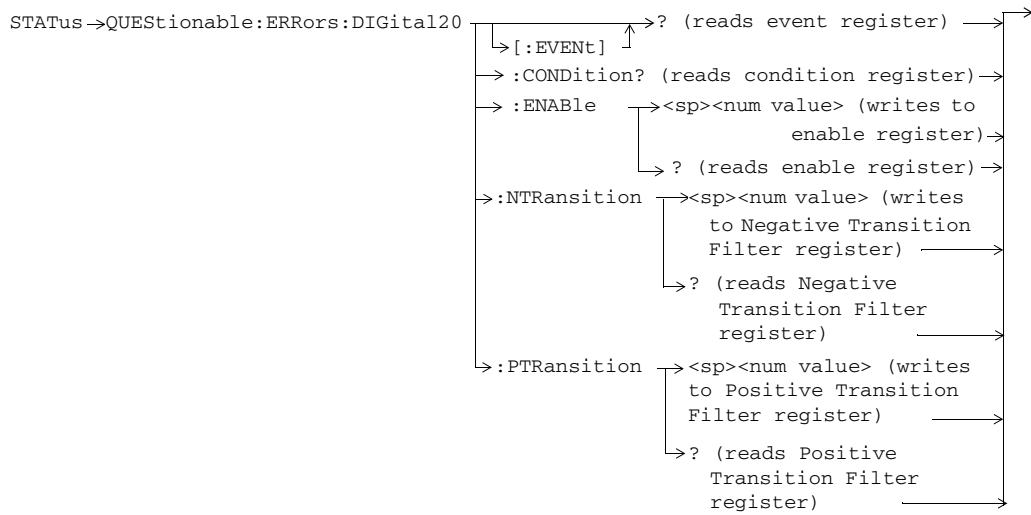 STATus QUEStionable:ERRors:DIGital20 ? (reads event register)
[:EVENt]
:CONDition? (reads condition register)
:ENABle <sp><num value> (writes to
enable register)
? (reads enable register)
:NTRansition <sp><num value> (writes
to Negative Transition
Filter register)
? (reads Negative
Transition Filter
register)
:PTRansition <sp><num value> (writes
to Positive Transition
Filter register)
? (reads Positive
Transition Filter
register)